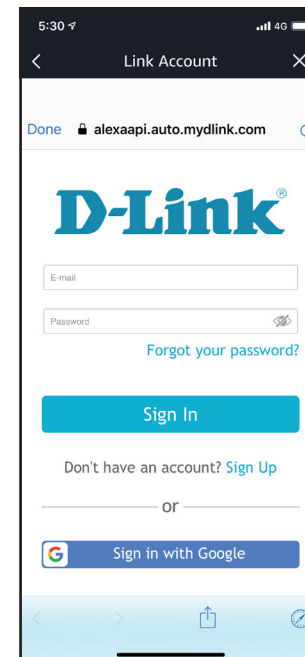 5:30
4G
Link Account
Done alexaapi.auto.mydlink.com
D-Link®
E-mail
Password
Forgot your password?
Sign In
Don't have an account? Sign Up
or
G Sign in with Google